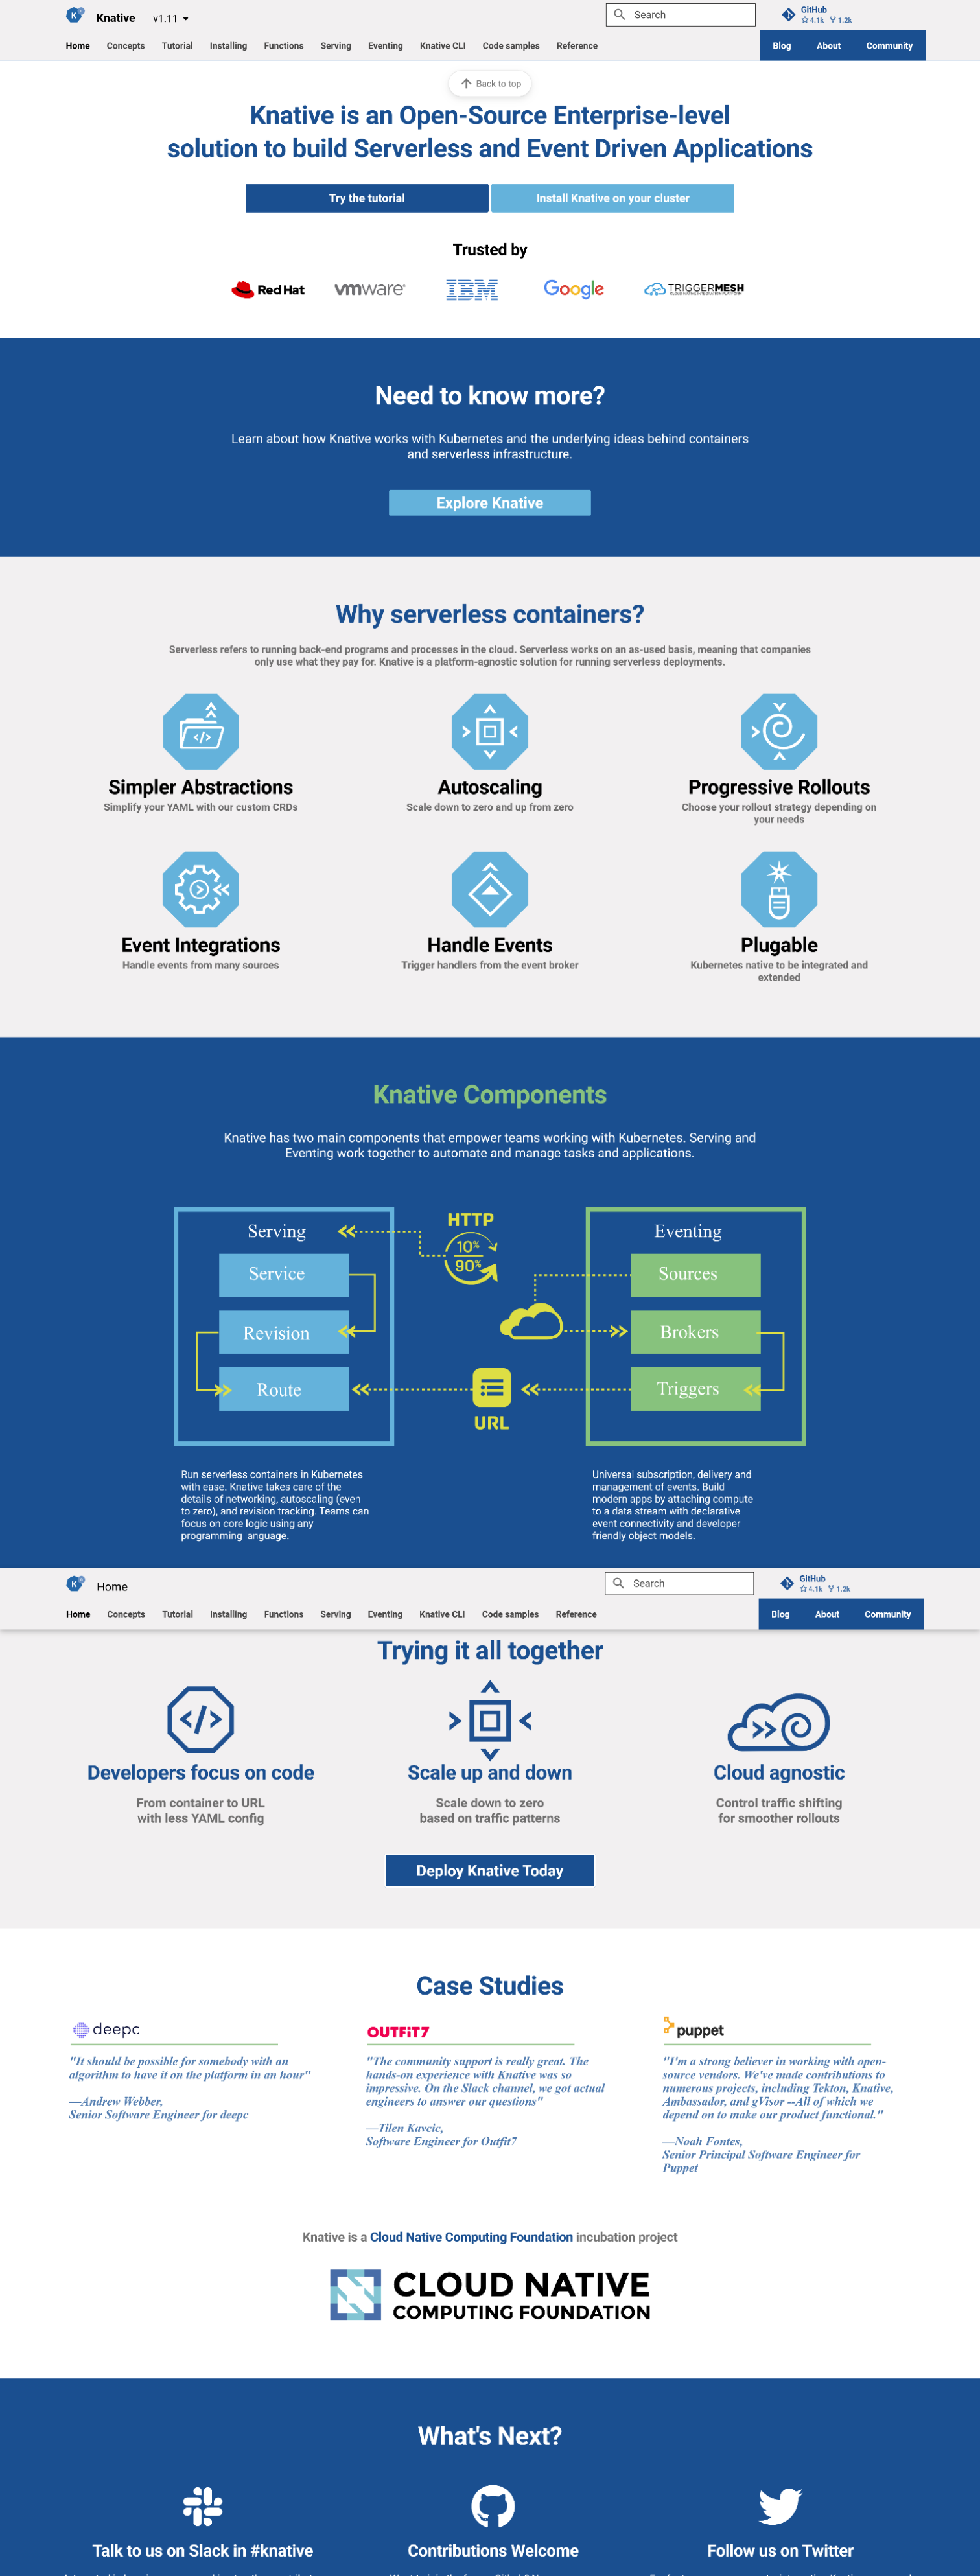 Knative
v1.11
Search
GitHub
4.1k 1.2k
Home Concepts Tutorial Installing Functions Serving Eventing Knative CLI Code samples Reference
Blog About Community
Back to top
Knative is an Open-Source Enterprise-level
solution to build Serverless and Event Driven Applications
Try the tutorial
Install Knative on your cluster
Trusted by
Red Hat
vmware
IBM
Google
TRIGGERMESH
Need to know more?
Learn about how Knative works with Kubernetes and the underlying ideas behind containers
and serverless infrastructure.
Explore Knative
Why serverless containers?
Serverless refers to running back-end programs and processes in the cloud. Serverless works on an as-used basis, meaning that companies
only use what they pay for. Knative is a platform-agnostic solution for running serverless deployments.
Simpler Abstractions
Simplify your YAML with our custom CRDs
Autoscaling
Scale down to zero and up from zero
Progressive Rollouts
Choose your rollout strategy depending on
your needs
Event Integrations
Handle events from many sources
Handle Events
Trigger handlers from the event broker
Plugable
Kubernetes native to be integrated and
extended
Knative Components
Knative has two main components that empower teams working with Kubernetes. Serving and
Eventing work together to automate and manage tasks and applications.
Serving
Service
Revision
Route
HTTP
10%
90%
URL
Eventing
Sources
Brokers
Triggers
Run serverless containers in Kubernetes
with ease. Knative takes care of the
details of networking, autoscaling (even
to zero), and revision tracking. Teams can
focus on core logic using any
programming language.
Universal subscription, delivery and
management of events. Build
modern apps by attaching compute
to a data stream with declarative
event connectivity and developer
friendly object models.
Home
Search
GitHub
4.1k 1.2k
Home Concepts Tutorial Installing Functions Serving Eventing Knative CLI Code samples Reference
Blog About Community
Trying it all together
Developers focus on code
From container to URL
with less YAML config
Scale up and down
Scale down to zero
based on traffic patterns
Cloud agnostic
Control traffic shifting
for smoother rollouts
Deploy Knative Today
Case Studies
deepc
"It should be possible for somebody with an
algorithm to have it on the platform in an hour"
—Andrew Webber,
Senior Software Engineer for deepc
OUTFiT7
"The community support is really great. The
hands-on experience with Knative was so
impressive. On the Slack channel, we got actual
engineers to answer our questions"
—Tilen Kavcic,
Software Engineer for Outfit7
puppet
"I'm a strong believer in working with open-
source vendors. We've made contributions to
numerous projects, including Tekton, Knative,
Ambassador, and gVisor --All of which we
depend on to make our product functional."
—Noah Fontes,
Senior Principal Software Engineer for
Puppet
Knative is a Cloud Native Computing Foundation incubation project
CLOUD NATIVE
COMPUTING FOUNDATION
What's Next?
Talk to us on Slack in #knative
Contributions Welcome
Follow us on Twitter